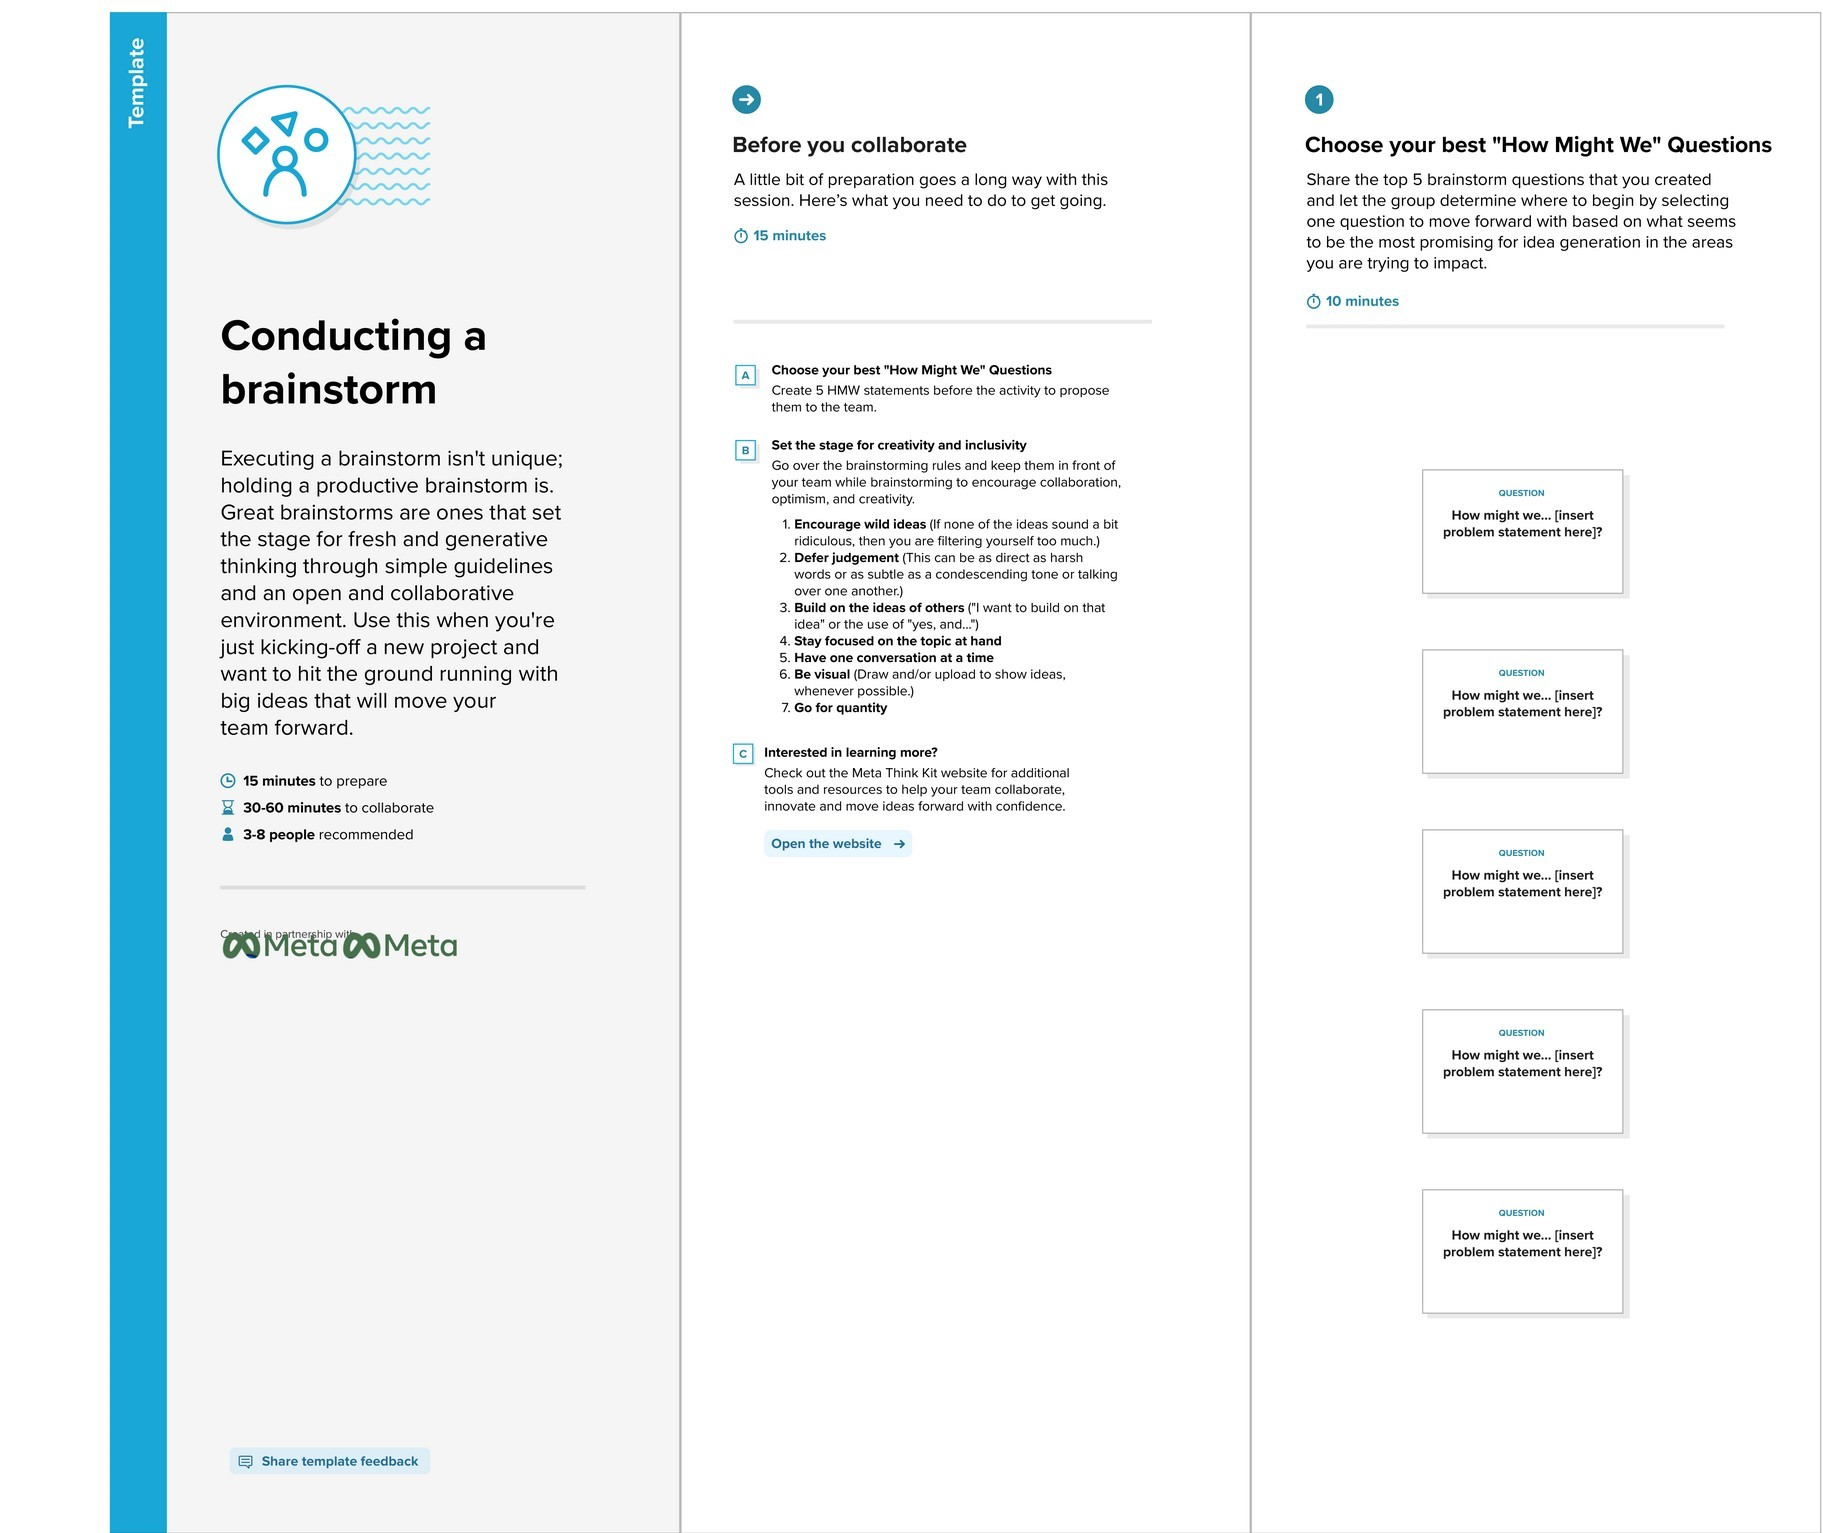 Template
Conducting a
brainstorm
Executing a brainstorm isn't unique;
holding a productive brainstorm is.
Great brainstorms are ones that set
the stage for fresh and generative
thinking through simple guidelines
and an open and collaborative
environment. Use this when you're
just kicking-off a new project and
want to hit the ground running with
big ideas that will move your
team forward.
15 minutes to prepare
30-60 minutes to collaborate
3-8 people recommended
Created in partnership with
Meta Meta
Share template feedback
Before you collaborate
A little bit of preparation goes a long way with this
session. Here's what you need to do to get going.
15 minutes
A
Choose your best "How Might We" Questions
Create 5 HMW statements before the activity to propose
them to the team.
B
Set the stage for creativity and inclusivity
Go over the brainstorming rules and keep them in front of
your team while brainstorming to encourage collaboration,
optimism, and creativity.
1. Encourage wild ideas (If none of the ideas sound a bit
ridiculous, then you are filtering yourself too much.)
2. Defer judgement (This can be as direct as harsh
words or as subtle as a condescending tone or talking
over one another.)
3. Build on the ideas of others ("I want to build on that
idea" or the use of "yes, and...")
4. Stay focused on the topic at hand
5. Have one conversation at a time
6. Be visual (Draw and/or upload to show ideas,
whenever possible.)
7. Go for quantity
C
Interested in learning more?
Check out the Meta Think Kit website for additional
tools and resources to help your team collaborate,
innovate and move ideas forward with confidence.
Open the website
1
Choose your best "How Might We" Questions
Share the top 5 brainstorm questions that you created
and let the group determine where to begin by selecting
one question to move forward with based on what seems
to be the most promising for idea generation in the areas
you are trying to impact.
10 minutes
QUESTION
How might we... [insert
problem statement here]?
QUESTION
How might we... [insert
problem statement here]?
QUESTION
How might we... [insert
problem statement here]?
QUESTION
How might we... [insert
problem statement here]?
QUESTION
How might we... [insert
problem statement here]?